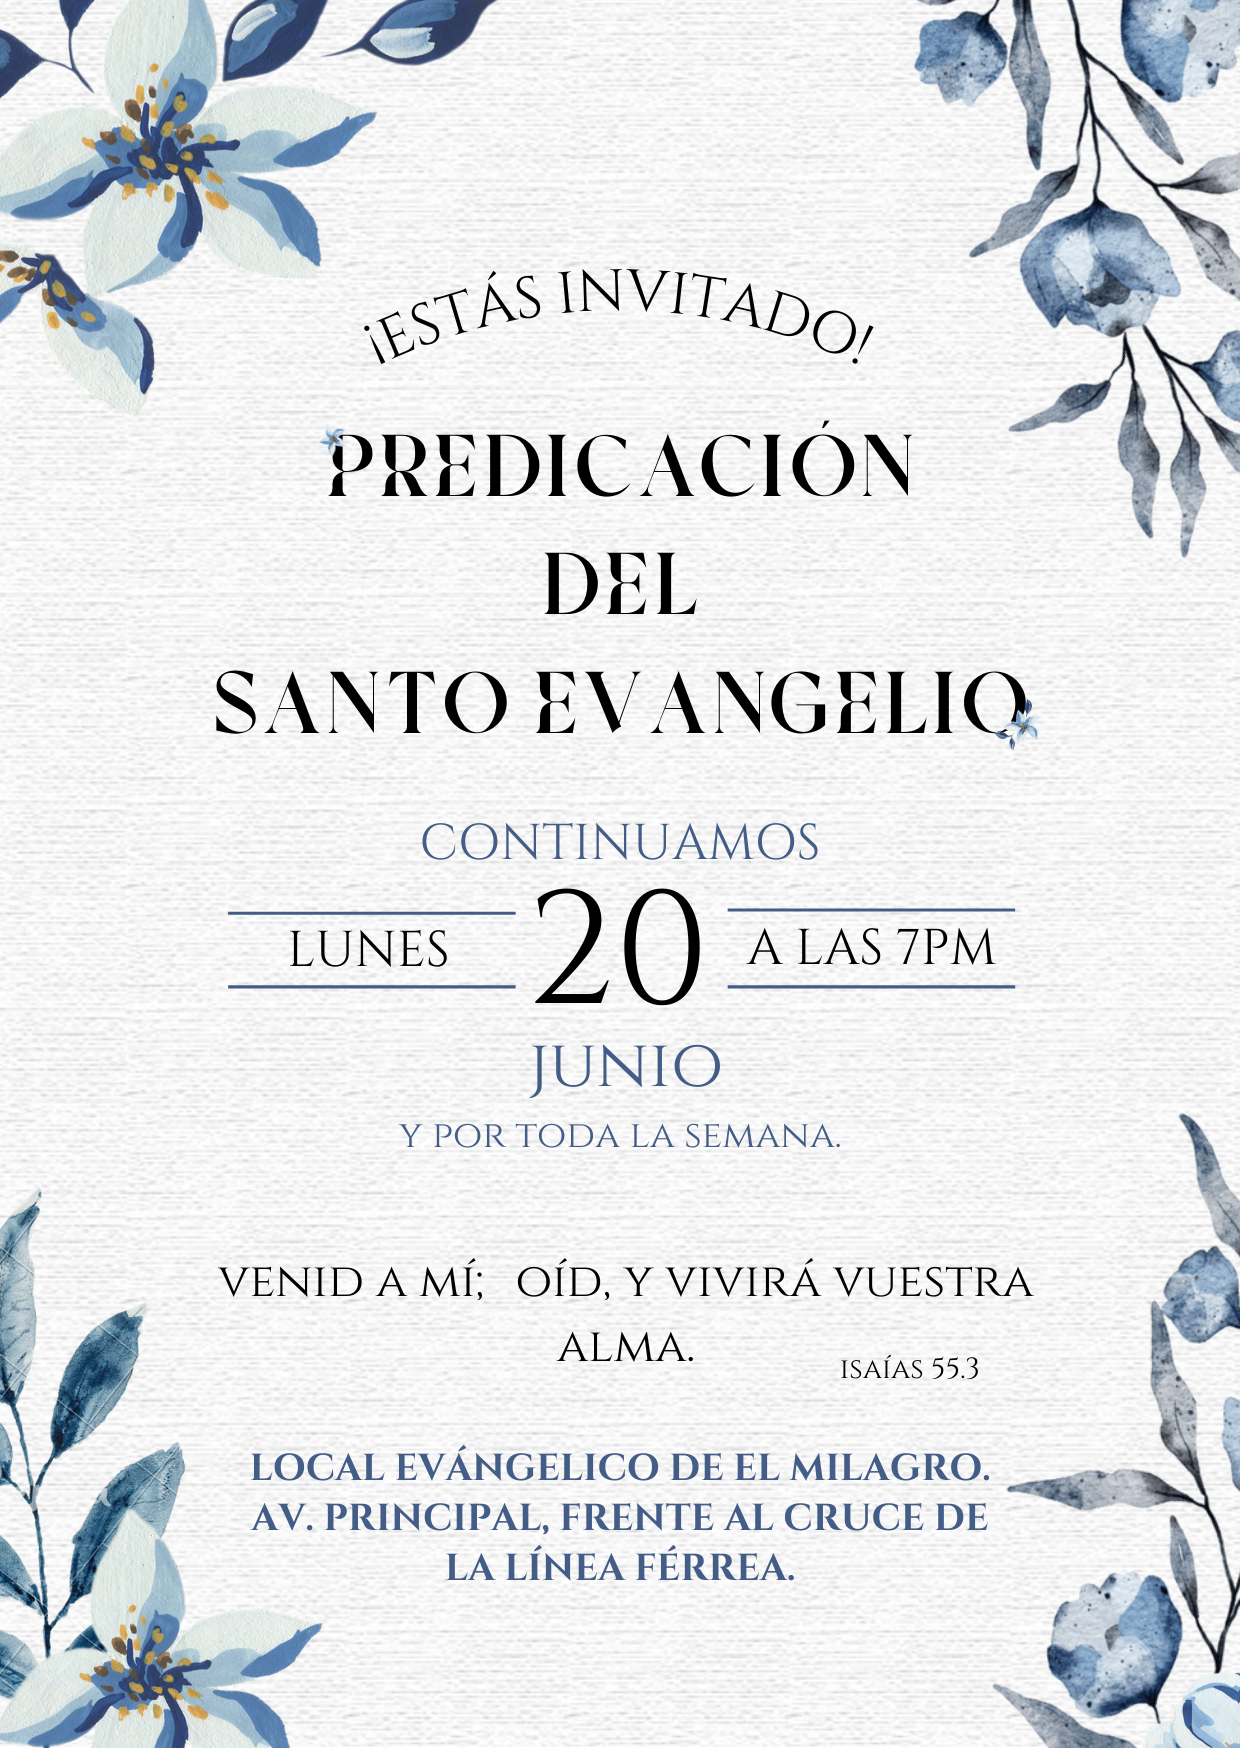 ¡ESTÁS INVITADO!
PREDICACIÓN
DEL
SANTO EVANGELIO
CONTINUAMOS
LUNES 20 A LAS 7PM
JUNIO
Y POR TODA LA SEMANA.
VENID A MÍ; OÍD, Y VIVIRÁ VUESTRA
ALMA.
ISAÍAS 55.3
LOCAL EVÁNGELICO DE EL MILAGRO.
AV. PRINCIPAL, FRENTE AL CRUCE DE
LA LÍNEA FÉRREA.